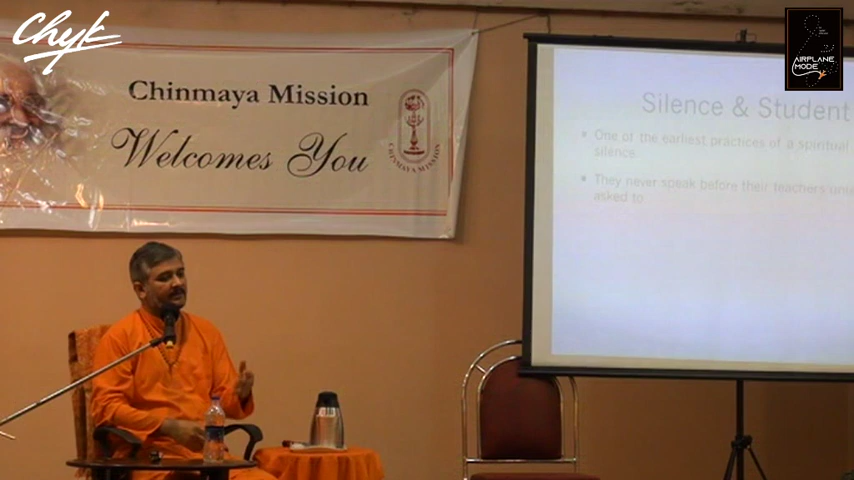 Chyk
AIRPLANE
MODE
Chinmaya Mission
Welcomes You
CHINMAYA MISSION
Silence & Student
One of the earliest practices of a spiritual
silence
They never speak before their teachers
asked to